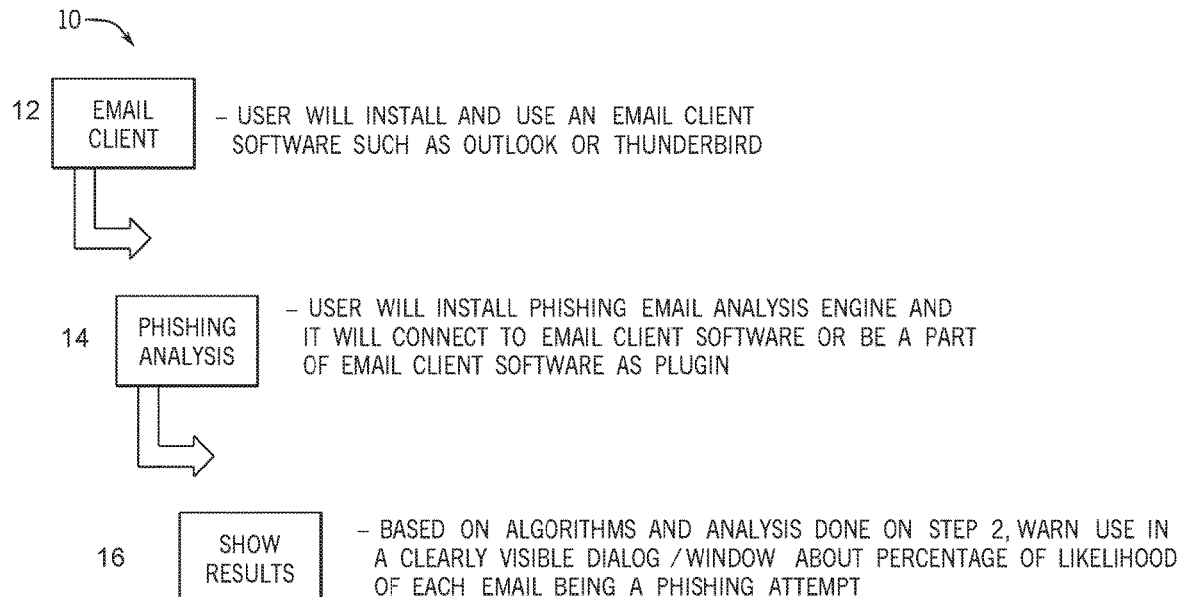 10
12
EMAIL
CLIENT
– USER WILL INSTALL AND USE AN EMAIL CLIENT
SOFTWARE SUCH AS OUTLOOK OR THUNDERBIRD
14
PHISHING
ANALYSIS
– USER WILL INSTALL PHISHING EMAIL ANALYSIS ENGINE AND
IT WILL CONNECT TO EMAIL CLIENT SOFTWARE OR BE A PART
OF EMAIL CLIENT SOFTWARE AS PLUGIN
16
SHOW
RESULTS
– BASED ON ALGORITHMS AND ANALYSIS DONE ON STEP 2, WARN USE IN
A CLEARLY VISIBLE DIALOG / WINDOW ABOUT PERCENTAGE OF LIKELIHOOD
OF EACH EMAIL BEING A PHISHING ATTEMPT